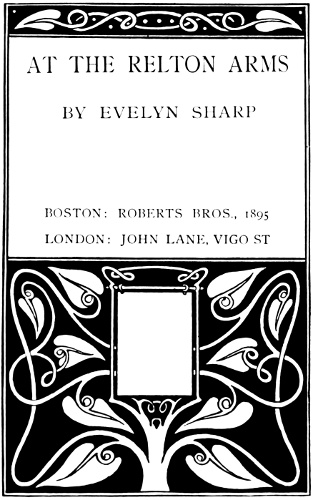 AT THE RELTON ARMS
BY EVELYN SHARP
BOSTON: ROBERTS BROS., 1895
LONDON: JOHN LANE, VIGO ST